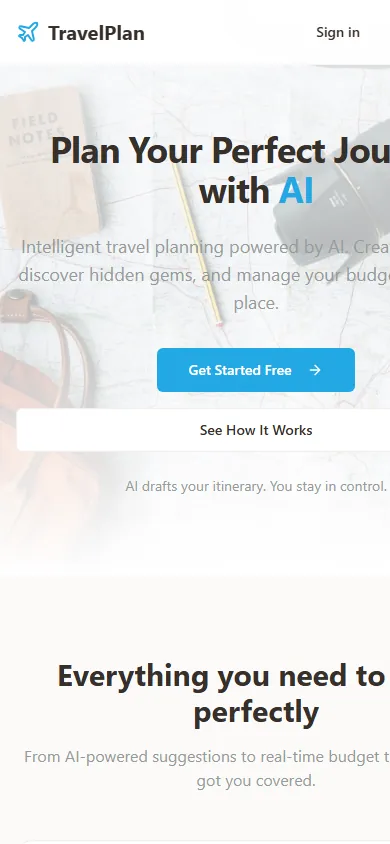 TravelPlan
Sign in
FIELD
NOTES
Plan Your Perfect Jou
with AI
Intelligent travel planning powered by AI. Crea
discover hidden gems, and manage your budge
place.
Get Started Free
See How It Works
AI drafts your itinerary. You stay in control.
Everything you need to
perfectly
From AI-powered suggestions to real-time budget t
got you covered.